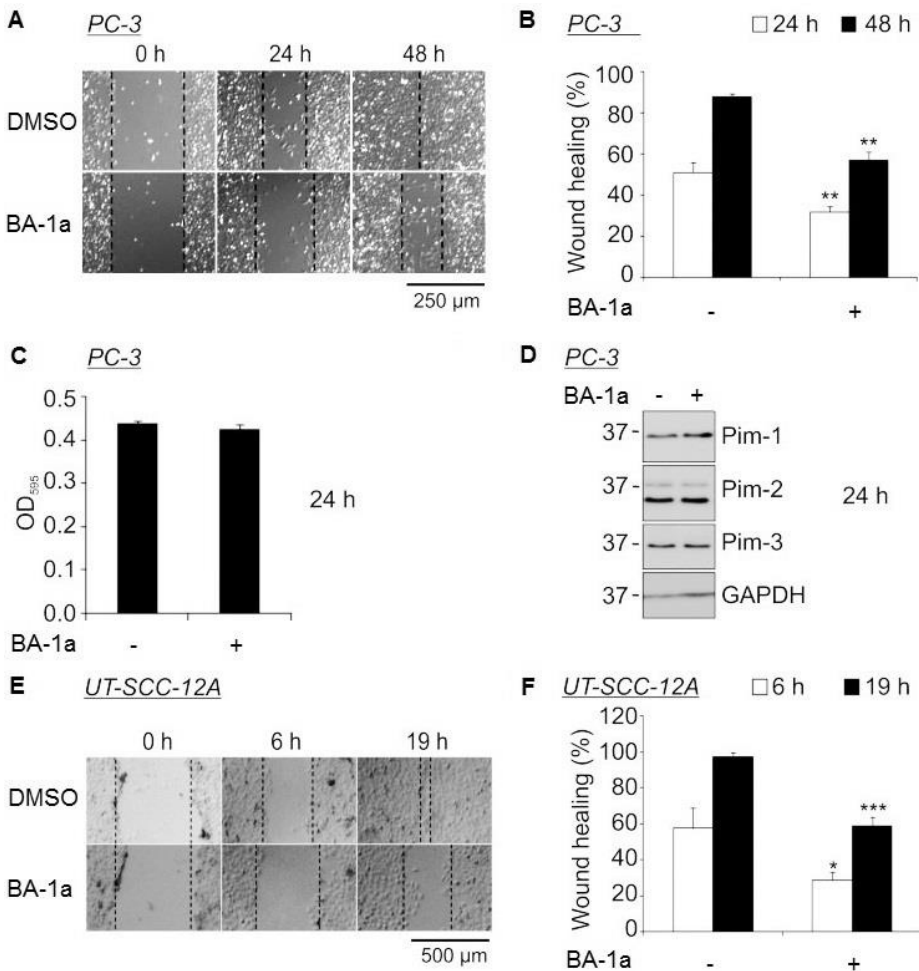 A PC-3
0 h 24 h 48 h
DMSO
BA-1a
250 µm
B PC-3 24 h 48 h
Wound healing (%)
100
80
60
40
20
0
** **
BA-1a - +
C PC-3
OD595
0.5
0.4
0.3
0.2
0.1
0.0
24 h
BA-1a - +
D PC-3
BA-1a - +
37 - Pim-1
37 - Pim-2
24 h
37 - Pim-3
37 - GAPDH
E UT-SCC-12A
0 h 6 h 19 h
DMSO
BA-1a
500 µm
F UT-SCC-12A 6 h 19 h
Wound healing (%)
120
100
80
60
40
20
0
* ***
BA-1a - +